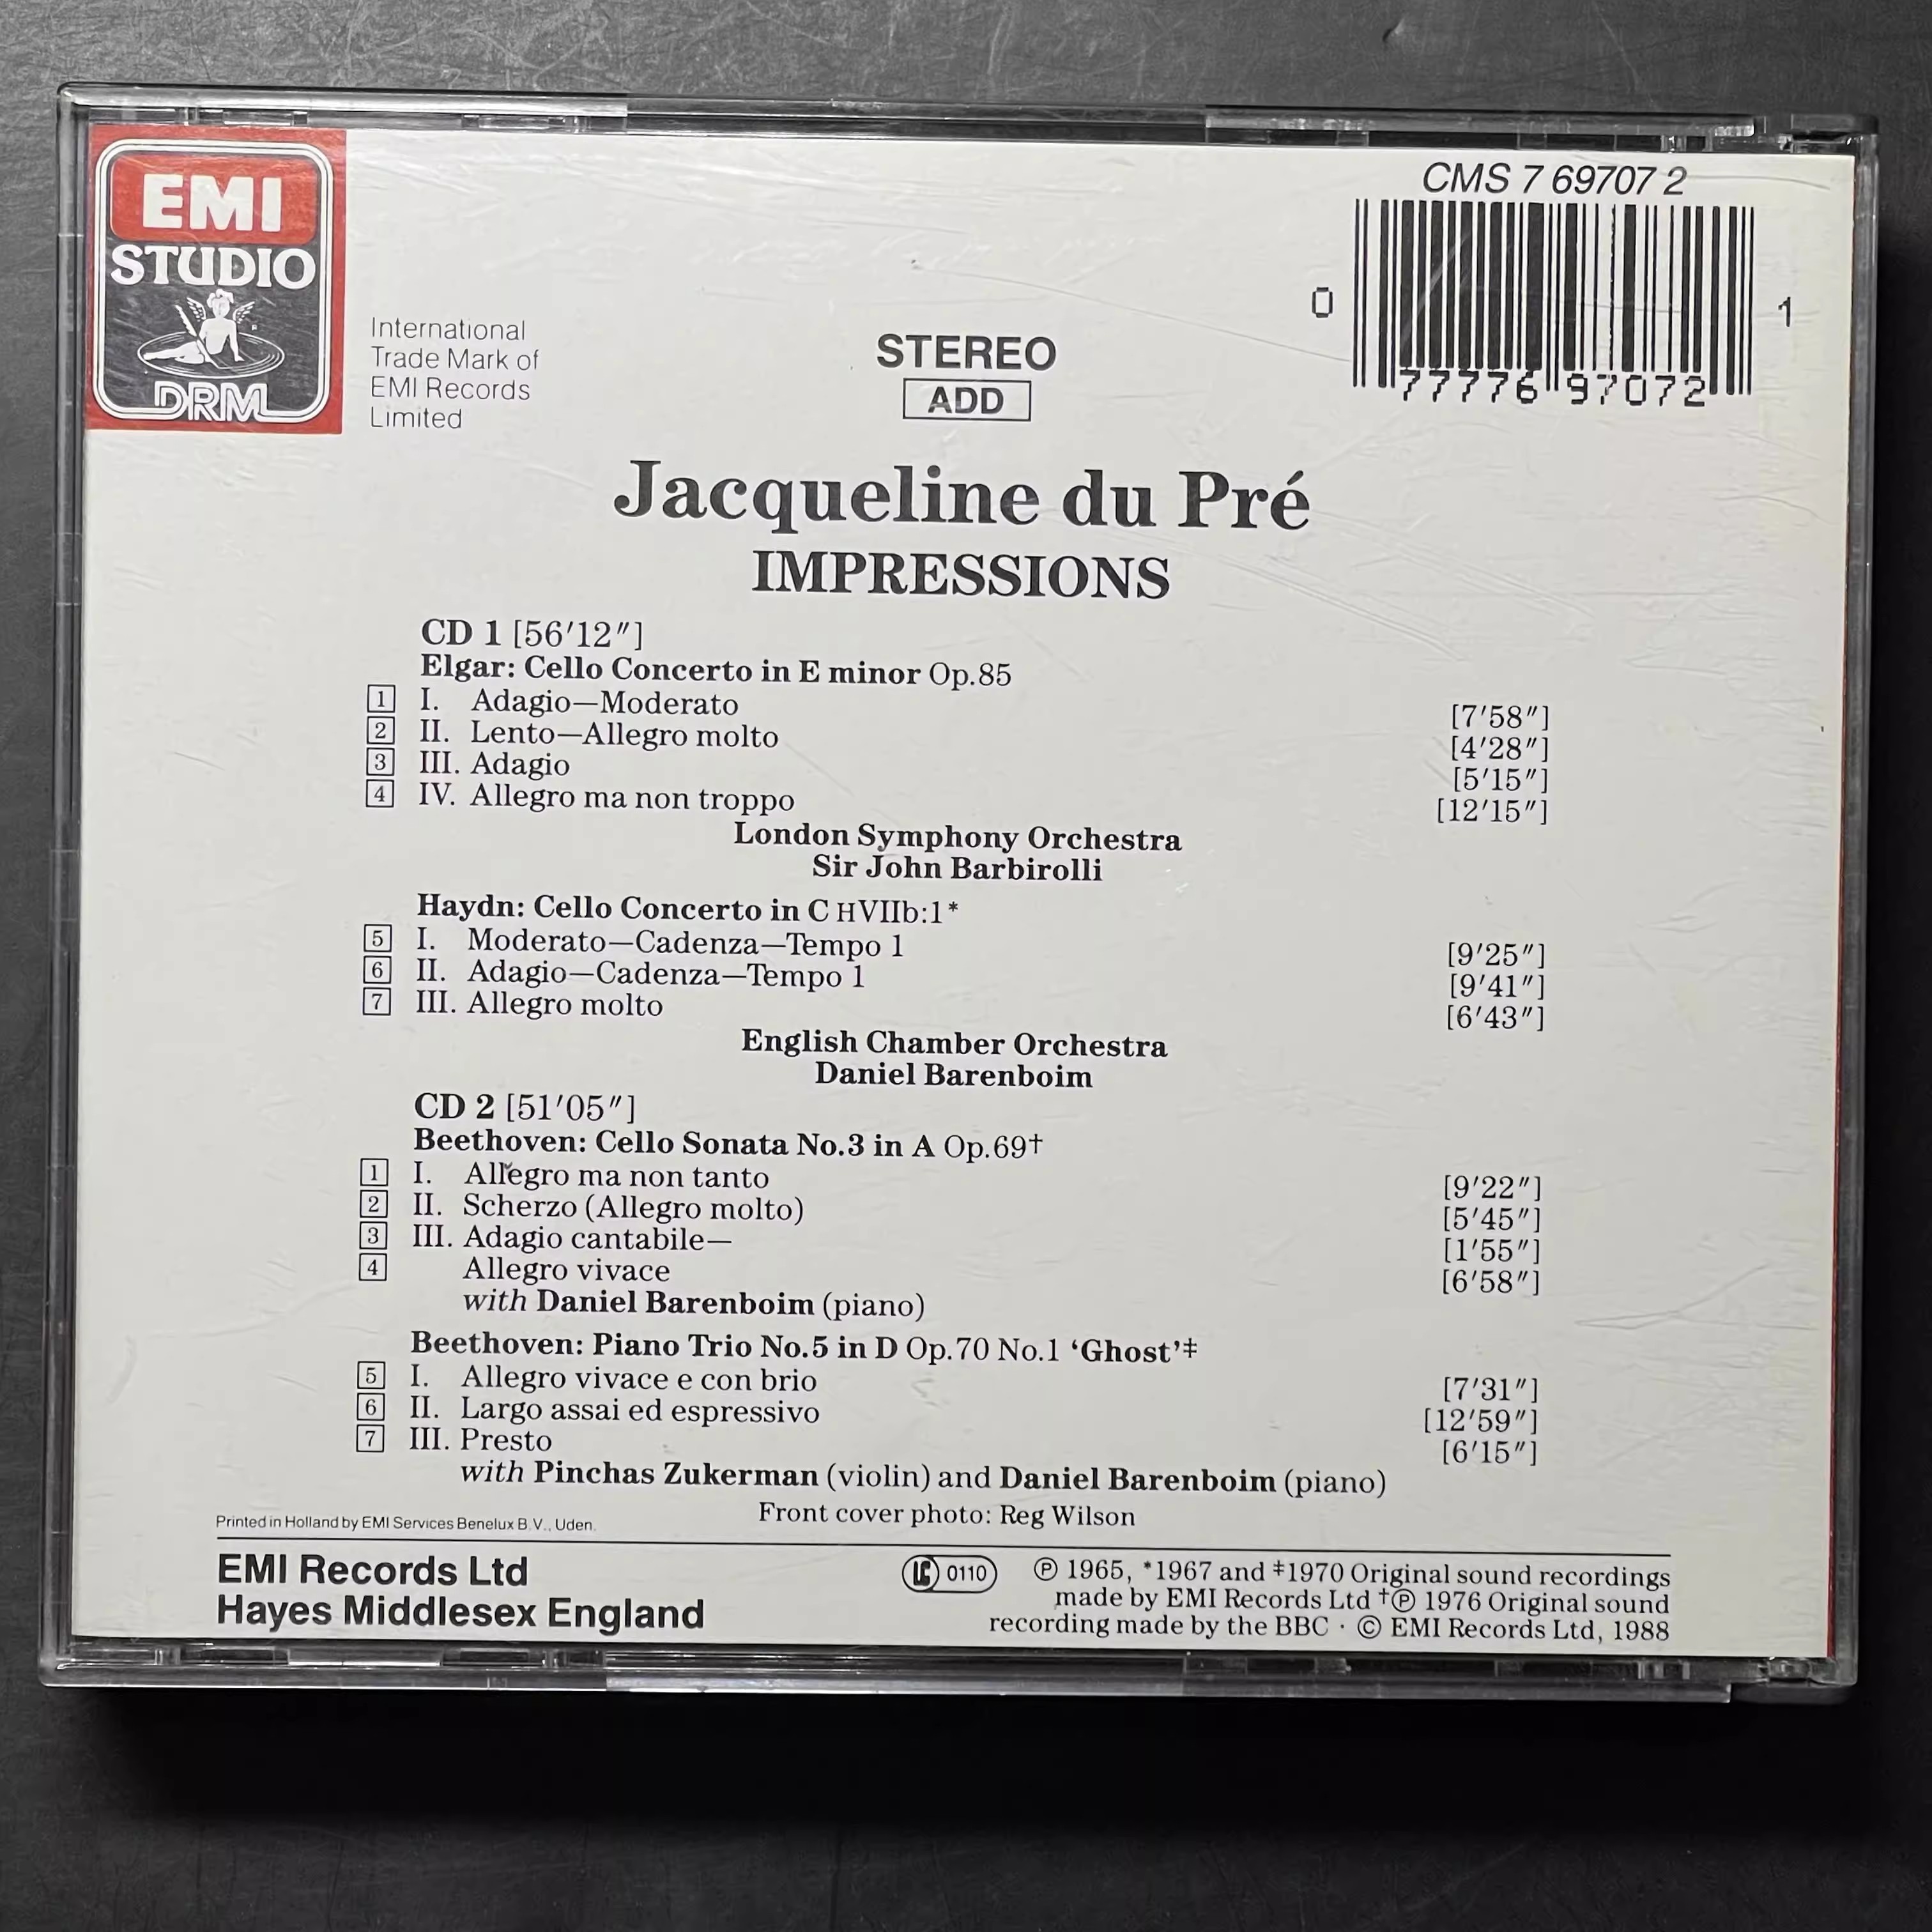 EMI
STUDIO
DRM
International
Trade Mark of
EMI Records
Limited
STEREO
ADD
CMS 7 69707 2
0 77776 97072 1
Jacqueline du Pré
IMPRESSIONS
CD 1 [56′12″]
Elgar: Cello Concerto in E minor Op.85
1 I. Adagio—Moderato [7′58″]
2 II. Lento—Allegro molto [4′28″]
3 III. Adagio [5′15″]
4 IV. Allegro ma non troppo [12′15″]
London Symphony Orchestra
Sir John Barbirolli
Haydn: Cello Concerto in C HVIIb:1*
5 I. Moderato—Cadenza—Tempo 1 [9′25″]
6 II. Adagio—Cadenza—Tempo 1 [9′41″]
7 III. Allegro molto [6′43″]
English Chamber Orchestra
Daniel Barenboim
CD 2 [51′05″]
Beethoven: Cello Sonata No.3 in A Op.69†
1 I. Allegro ma non tanto [9′22″]
2 II. Scherzo (Allegro molto) [5′45″]
3 III. Adagio cantabile— [1′55″]
4 Allegro vivace [6′58″]
with Daniel Barenboim (piano)
Beethoven: Piano Trio No.5 in D Op.70 No.1 ‘Ghost’‡
5 I. Allegro vivace e con brio [7′31″]
6 II. Largo assai ed espressivo [12′59″]
7 III. Presto [6′15″]
with Pinchas Zukerman (violin) and Daniel Barenboim (piano)
Front cover photo: Reg Wilson
Printed in Holland by EMI Services Benelux B.V., Uden.
EMI Records Ltd
Hayes Middlesex England
LC 0110
℗ 1965, *1967 and ‡1970 Original sound recordings
made by EMI Records Ltd †℗ 1976 Original sound
recording made by the BBC · © EMI Records Ltd, 1988